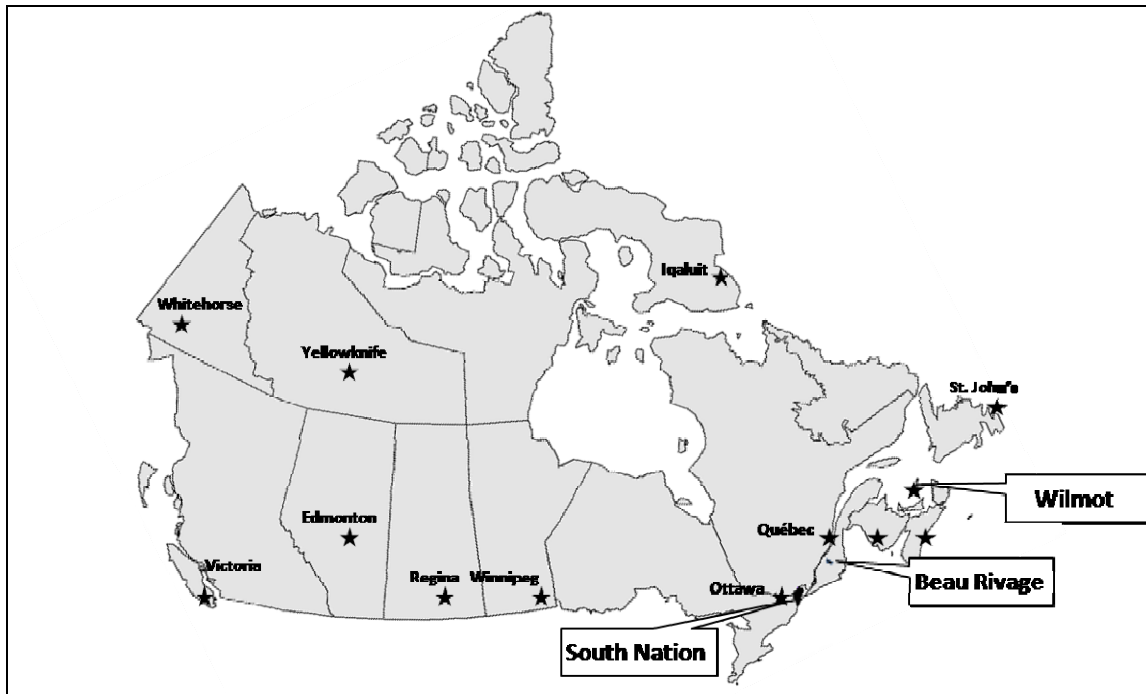 Iqaluit
Whitehorse
Yellowknife
St. John's
Wilmot
Edmonton
Québec
Victoria
Regina
Winnipeg
Beau Rivage
Ottawa
South Nation